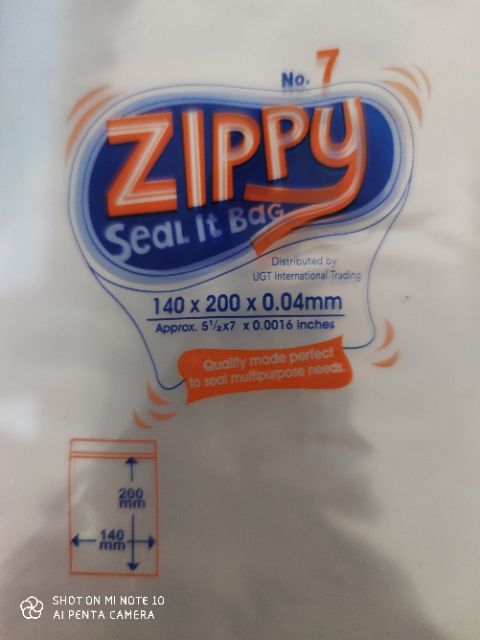 No. 7
ZIPPY
Seal It Bag
Distributed by:
UGT International Trading
140 x 200 x 0.04mm
Approx. 5 1/2x7 x 0.0016 inches
Quality made perfect
to seal multipurpose needs.
200
mm
140
mm
SHOT ON MI NOTE 10
AI PENTA CAMERA